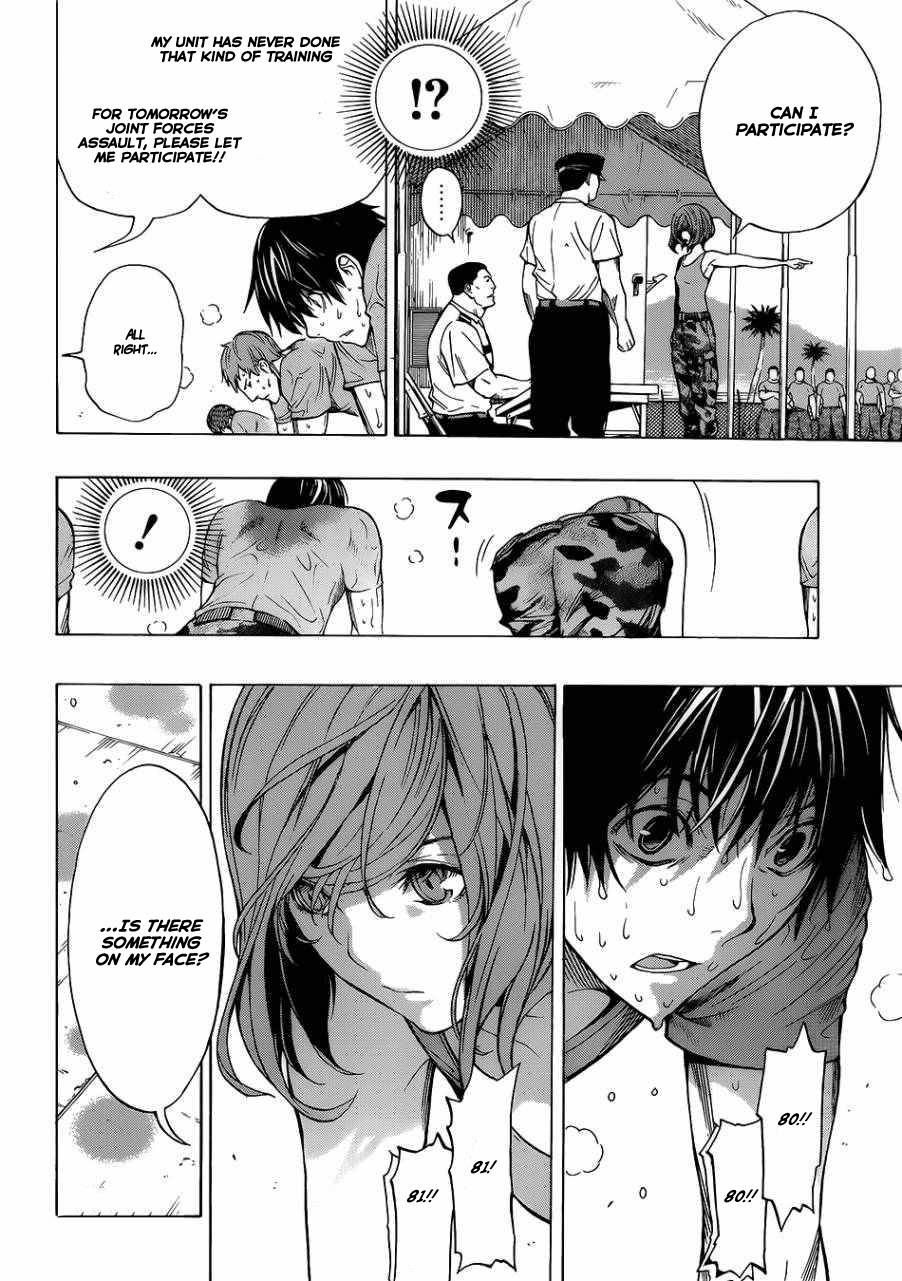 CAN I
PARTICIPATE?
!?
........
MY UNIT HAS NEVER DONE
THAT KIND OF TRAINING
FOR TOMORROW'S
JOINT FORCES
ASSAULT, PLEASE LET
ME PARTICIPATE!!
ALL
RIGHT...
スー!
!
80!!
80!!
81!
81!!
...IS THERE
SOMETHING
ON MY FACE?